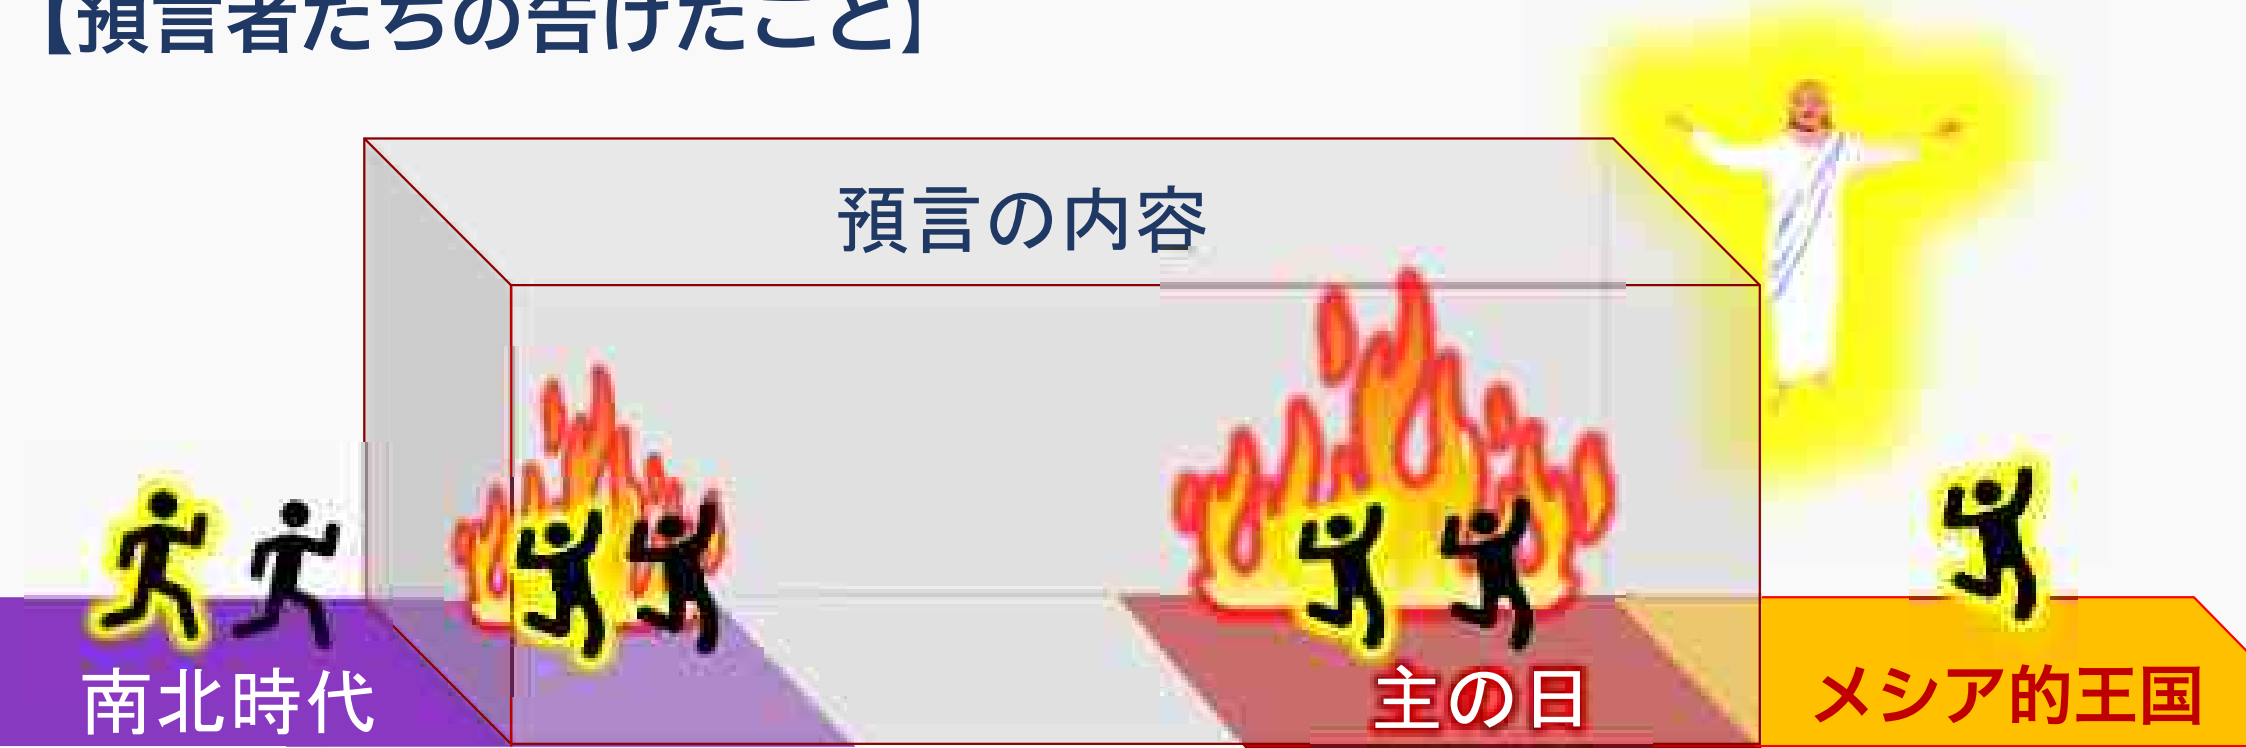 【預言者たちの告げたこと】
預言の内容
南北時代
主の日
メシア的王国